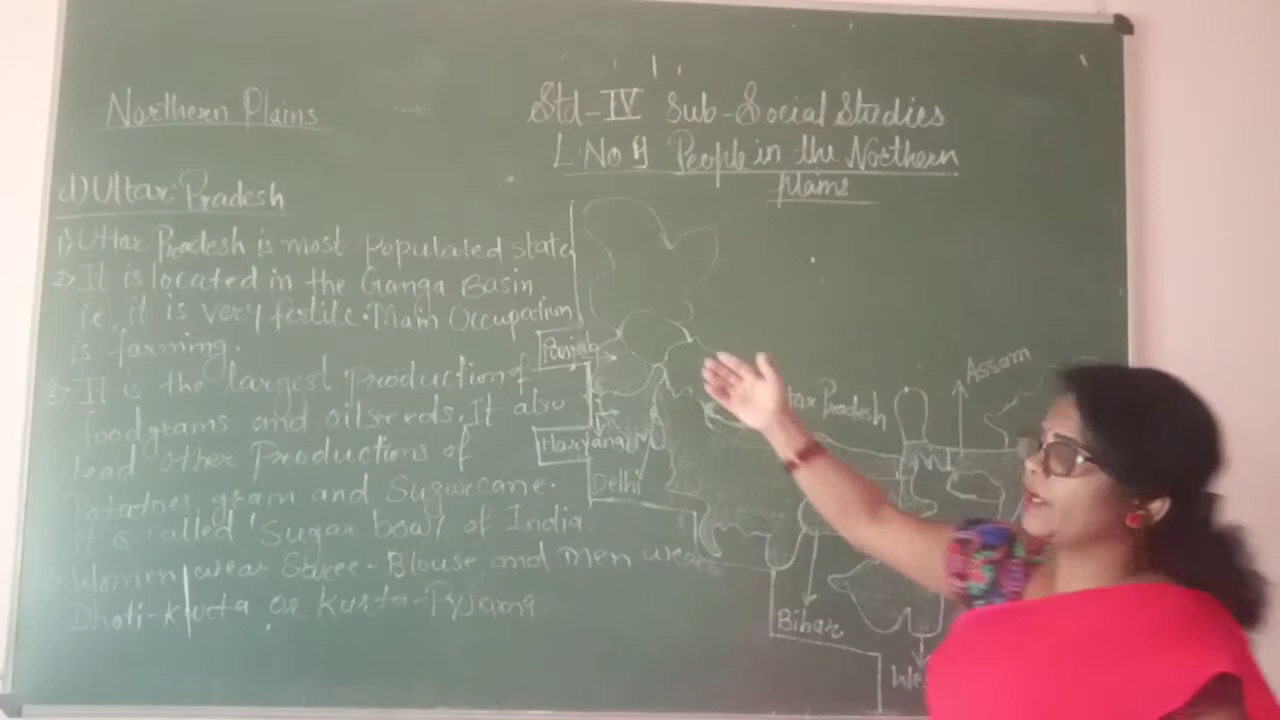 Northern Plains
Std-IV Sub-Social Studies
L.No 9 People in the Northern
Plains
d) Uttar Pradesh
1) Uttar Pradesh is most populated state
2) It is located in the Ganga Basin
i.e, it is very fertile. Main Occupation
is farming.
3) It is the largest production of
foodgrams and oilseeds. It also
lead other productions of
Potatoes, gram and Sugarcane.
It is called 'Sugar bowl of India.
Women wear Saree-Blouse and Men wear
Dhoti-Kurta or Kurta-Pyjama
Punjab
Haryana
Delhi
Pradesh
Assam
Bihar